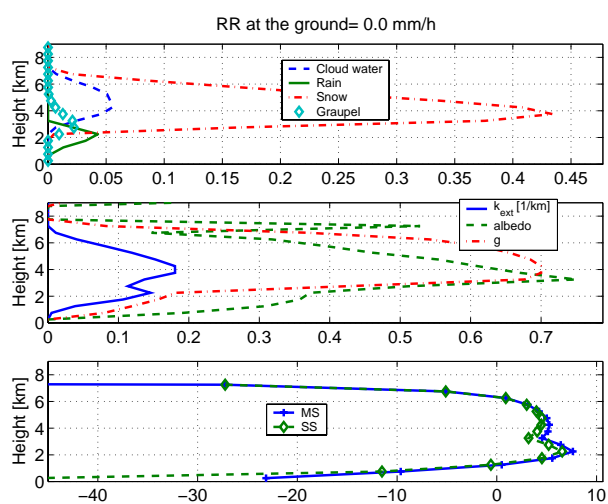 RR at the ground= 0.0 mm/h
Height [km]
8
6
4
2
0
Cloud water
Rain
Snow
Graupel
0 0.05 0.1 0.15 0.2 0.25 0.3 0.35 0.4 0.45
Height [km]
8
6
4
2
0
k_ext [1/km]
albedo
g
0 0.1 0.2 0.3 0.4 0.5 0.6 0.7
Height [km]
8
6
4
2
0
MS
SS
−40 −30 −20 −10 0 10